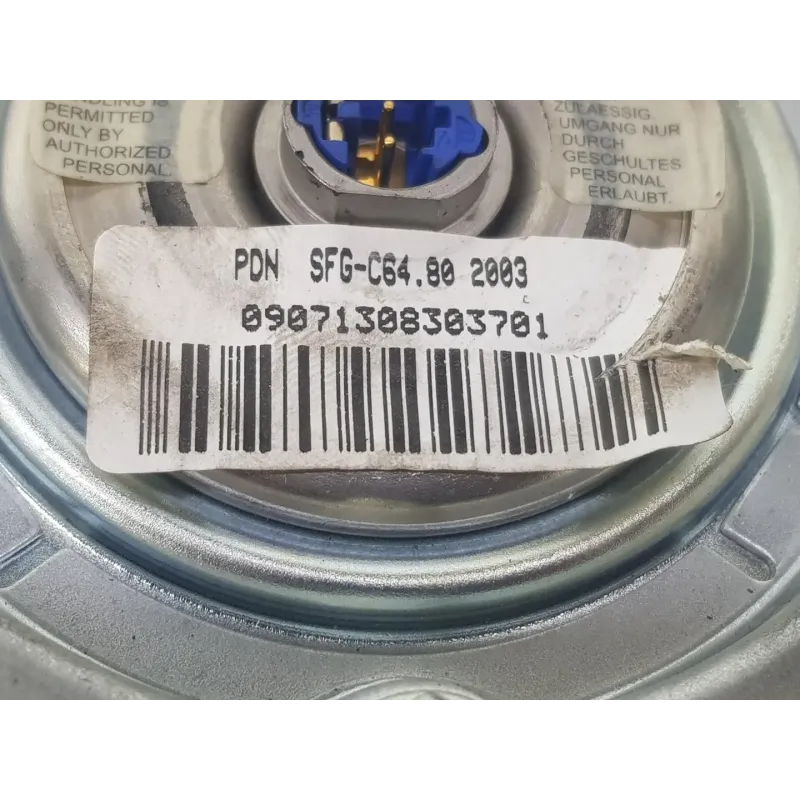 PERMITTED
ONLY BY
AUTHORIZED
PERSONAL.
ZULAESSIG.
UMGANG NUR
DURCH
GESCHULTES
PERSONAL
ERLAUBT.
PDN SFG-C64.80 2003
09071308303701